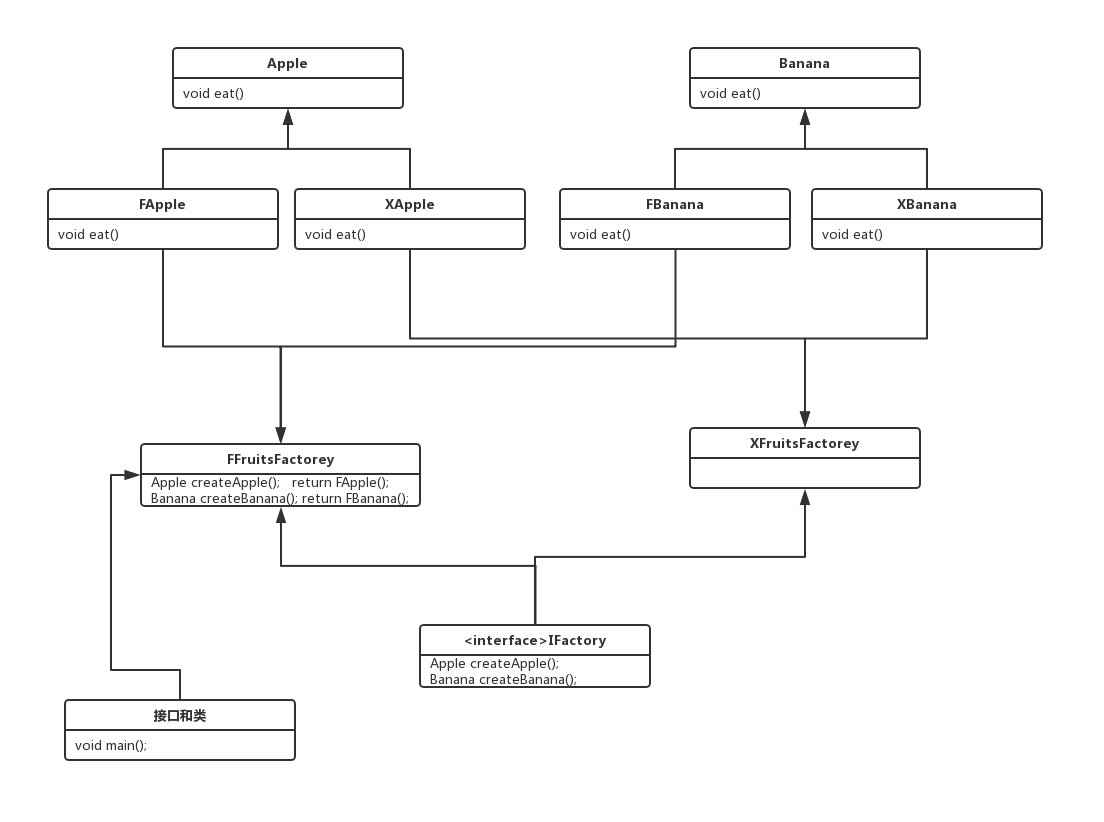 Apple
void eat()
Banana
void eat()
FApple
void eat()
XApple
void eat()
FBanana
void eat()
XBanana
void eat()
FFruitsFactorey
Apple createApple();   return FApple();
Banana createBanana(); return FBanana();
XFruitsFactorey
<interface>IFactory
Apple createApple();
Banana createBanana();
接口和类
void main();